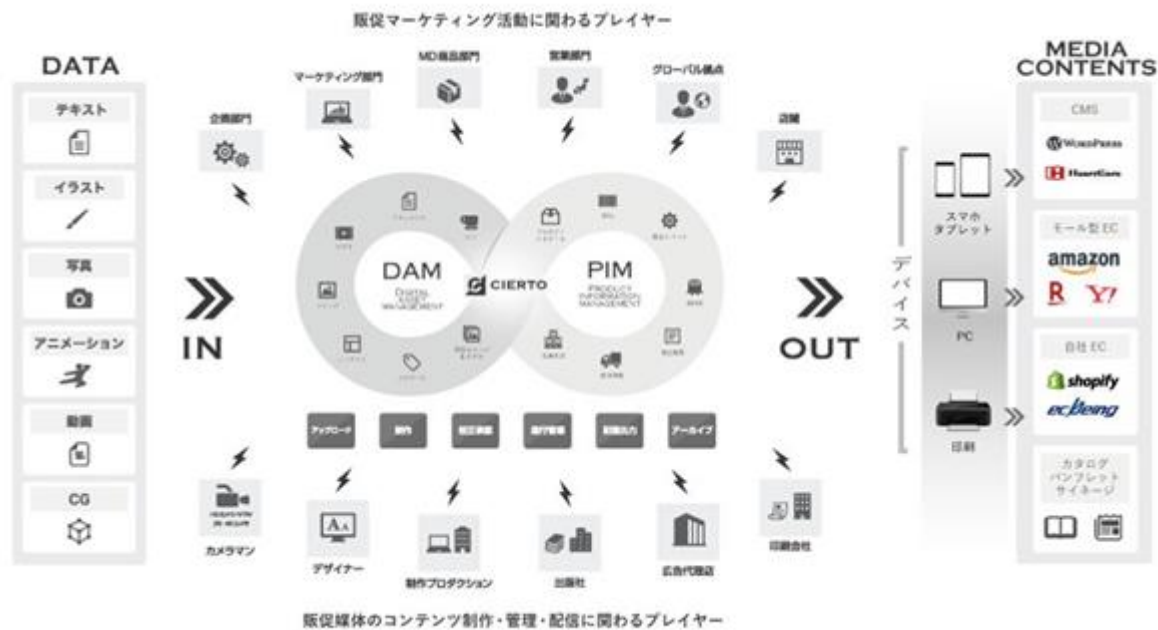 販促マーケティング活動に関わるプレイヤー
DATA
テキスト
イラスト
写真
アニメーション
動画
CG
IN
企画部門
マーケティング部門
MD商品部門
営業部門
グローバル拠点
店舗
DAM
DIGITAL
ASSET
MANAGEMENT
CIERTO
PIM
PRODUCT
INFORMATION
MANAGEMENT
アップロード
制作
校正承認
進行管理
配信出力
アーカイブ
カメラマン
デザイナー
制作プロダクション
出版社
広告代理店
印刷会社
販促媒体のコンテンツ制作・管理・配信に関わるプレイヤー
OUT
デバイス
スマホ
タブレット
PC
印刷
MEDIA
CONTENTS
CMS
WORDPRESS
HeartCore
モール型 EC
amazon
R
Y!
自社 EC
shopify
ecbeing
カタログ
パンフレット
サイネージ